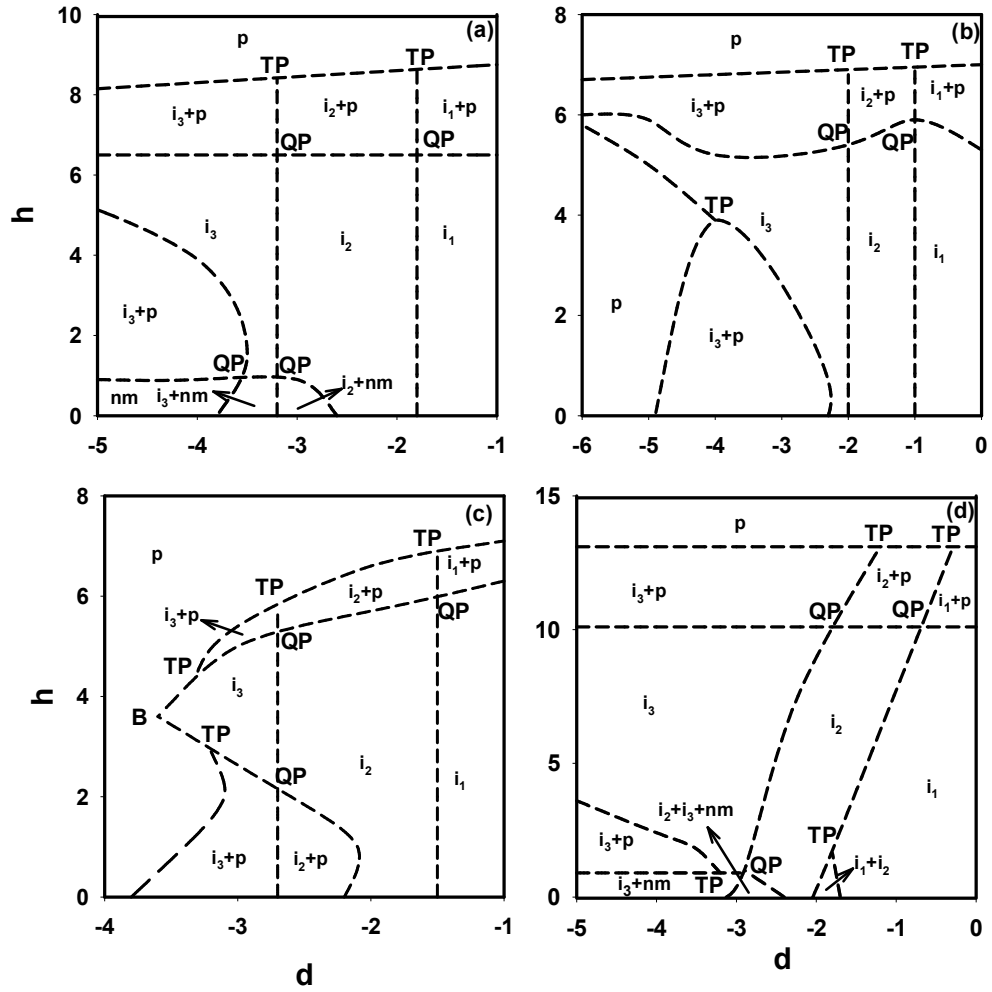 10
(a)
p
TP
TP
8
i₃+p
i₂+p
i₁+p
QP
QP
6
h
i₃
i₂
i₁
4
i₃+p
2
QP
QP
nm
i₃+nm
i₂+nm
0
-5
-4
-3
-2
-1
8
(b)
p
TP
TP
i₃+p
i₂+p
i₁+p
6
QP
QP
4
TP
i₃
i₂
i₁
p
2
i₃+p
0
-6
-5
-4
-3
-2
-1
0
8
(c)
p
TP
TP
i₁+p
i₂+p
6
i₃+p
QP
QP
TP
i₃
4
h
B
TP
i₂
QP
i₁
2
i₃+p
i₂+p
0
-4
-3
-2
-1
d
15
(d)
p
TP
TP
i₃+p
i₂+p
i₁+p
10
QP
QP
i₃
i₂
i₁
5
i₂+i₃+nm
i₃+p
TP
QP
i₁+i₂
i₃+nm
TP
0
-5
-4
-3
-2
-1
0
d